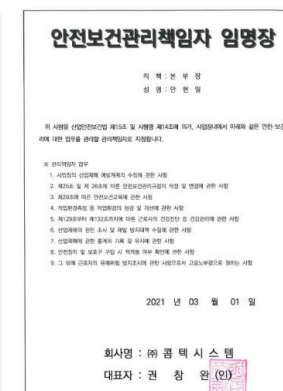 안전보건관리책임자 임명장
직 책 : 본 부 장
성 명 : 안 현 일
위 사람을 산업안전보건법 제15조 및 시행령 제14조에 의거, 사업장내에서 아래와 같은 안전·보건
리에 대한 업무를 관리할 관리책임자로 지정합니다.
※ 관리책임자 업무
1. 사업장의 산업재해 예방계획의 수립에 관한 사항
2. 제25조 및 제 26조에 따른 안전보건관리규정의 작성 및 변경에 관한 사항
3. 제29조에 따른 안전보건교육에 관한 사항
4. 작업환경측정 등 작업환경의 점검 및 개선에 관한 사항
5. 제129조부터 제132조까지에 따른 근로자의 건강진단 등 건강관리에 관한 사항
6. 산업재해의 원인 조사 및 재발 방지대책 수립에 관한 사항
7. 산업재해에 관한 통계의 기록 및 유지에 관한 사항
8. 안전장치 및 보호구 구입 시 적격품 여부 확인에 관한 사항
9. 그 밖에 근로자의 유해위험 방지조치에 관한 사항으로서 고용노동부령으로 정하는 사항
2021 년 03 월 01 일
회사명 : ㈜ 콤 텍 시 스 템
대표자 : 권 창 완 (인)